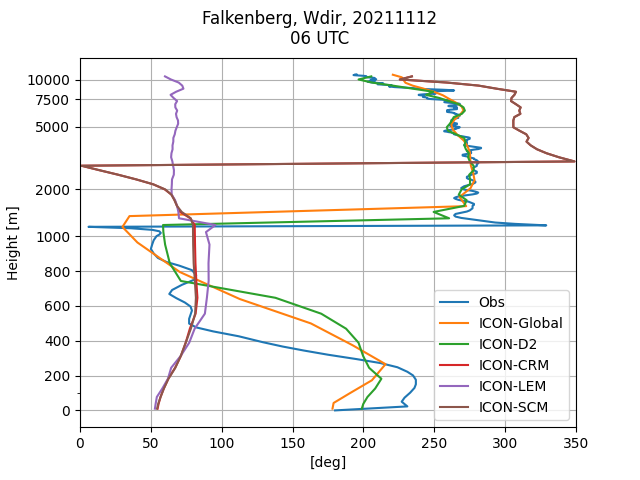 Falkenberg, Wdir, 20211112
06 UTC
Height [m]
10000
7500
5000
2000
1000
800
600
400
200
0
Obs
ICON-Global
ICON-D2
ICON-CRM
ICON-LEM
ICON-SCM
0 50 100 150 200 250 300 350
[deg]